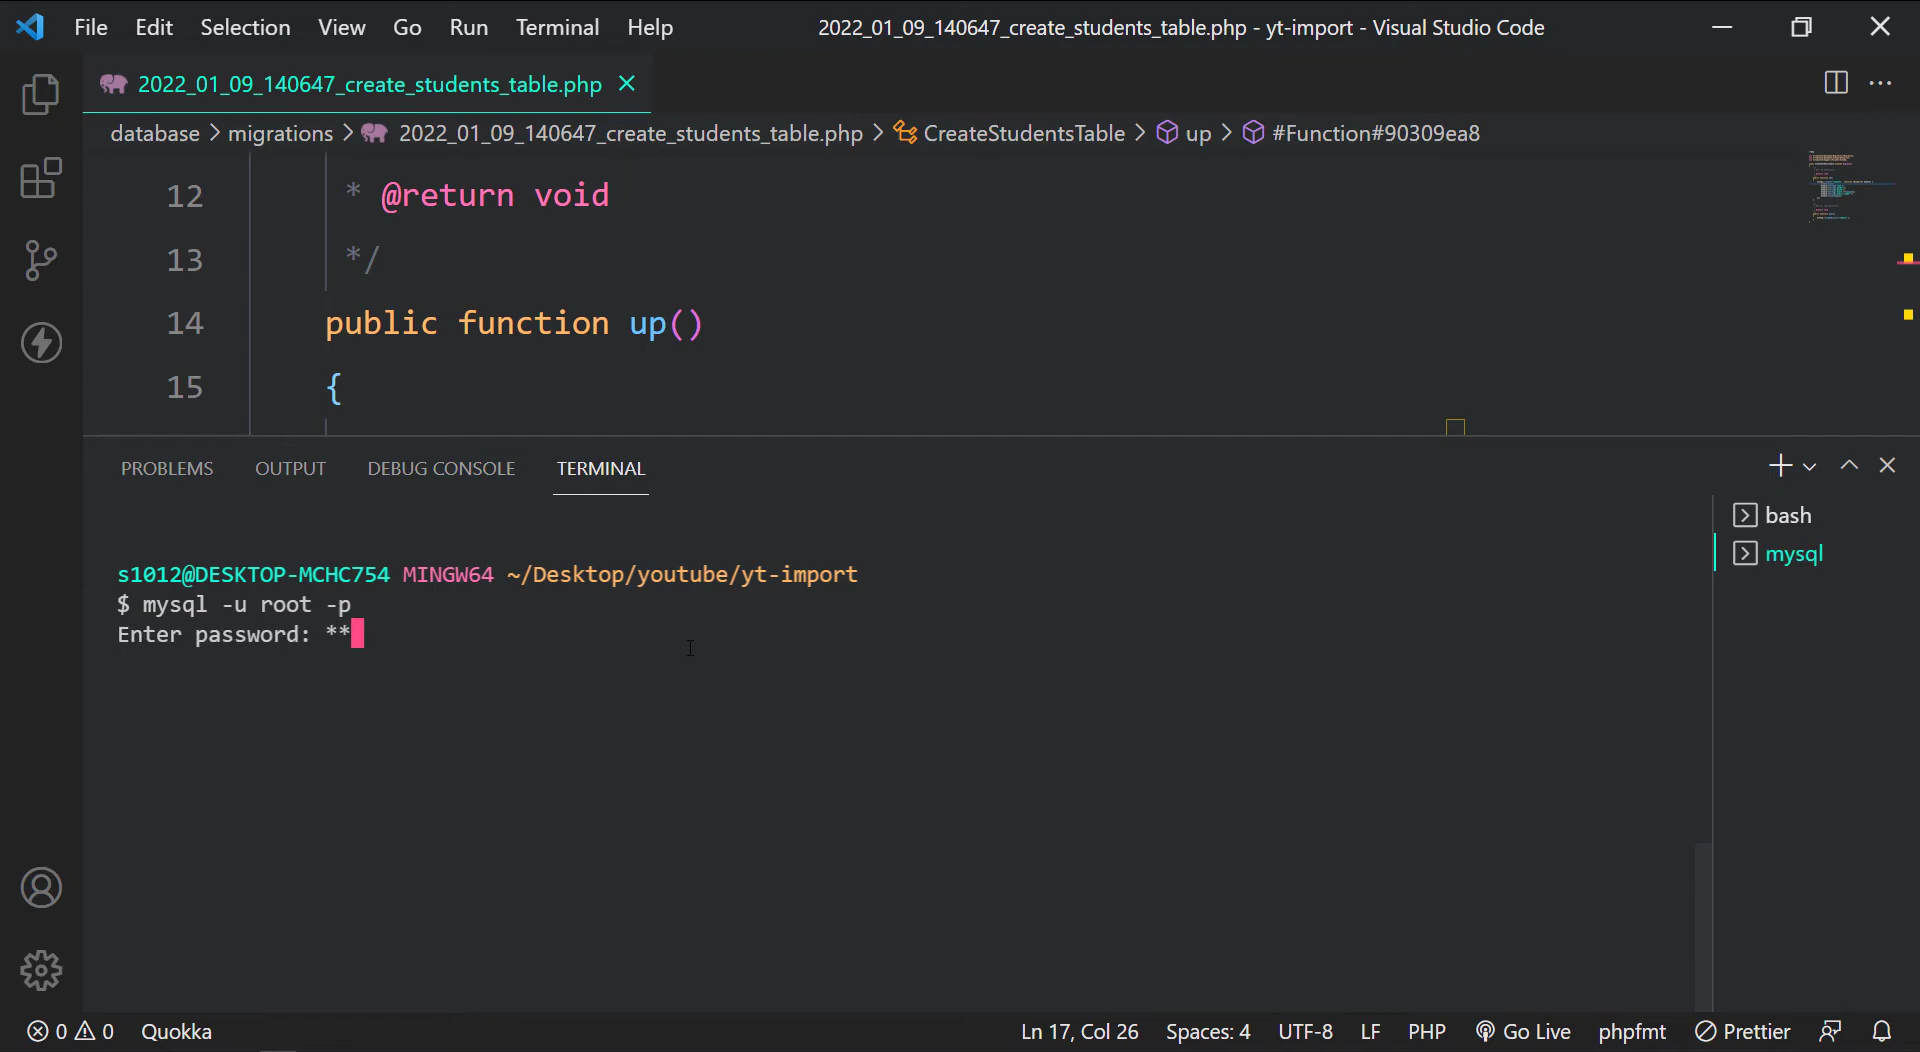 File Edit Selection View Go Run Terminal Help 2022_01_09_140647_create_students_table.php - yt-import - Visual Studio Code
2022_01_09_140647_create_students_table.php
database > migrations > 2022_01_09_140647_create_students_table.php > CreateStudentsTable > up > #Function#90309ea8
12 * @return void
13 */
14 public function up()
15 {
PROBLEMS OUTPUT DEBUG CONSOLE TERMINAL
bash
mysql
s1012@DESKTOP-MCHC754 MINGW64 ~/Desktop/youtube/yt-import
$ mysql -u root -p
Enter password: **
0 0 Quokka Ln 17, Col 26 Spaces: 4 UTF-8 LF PHP Go Live phpfmt Prettier